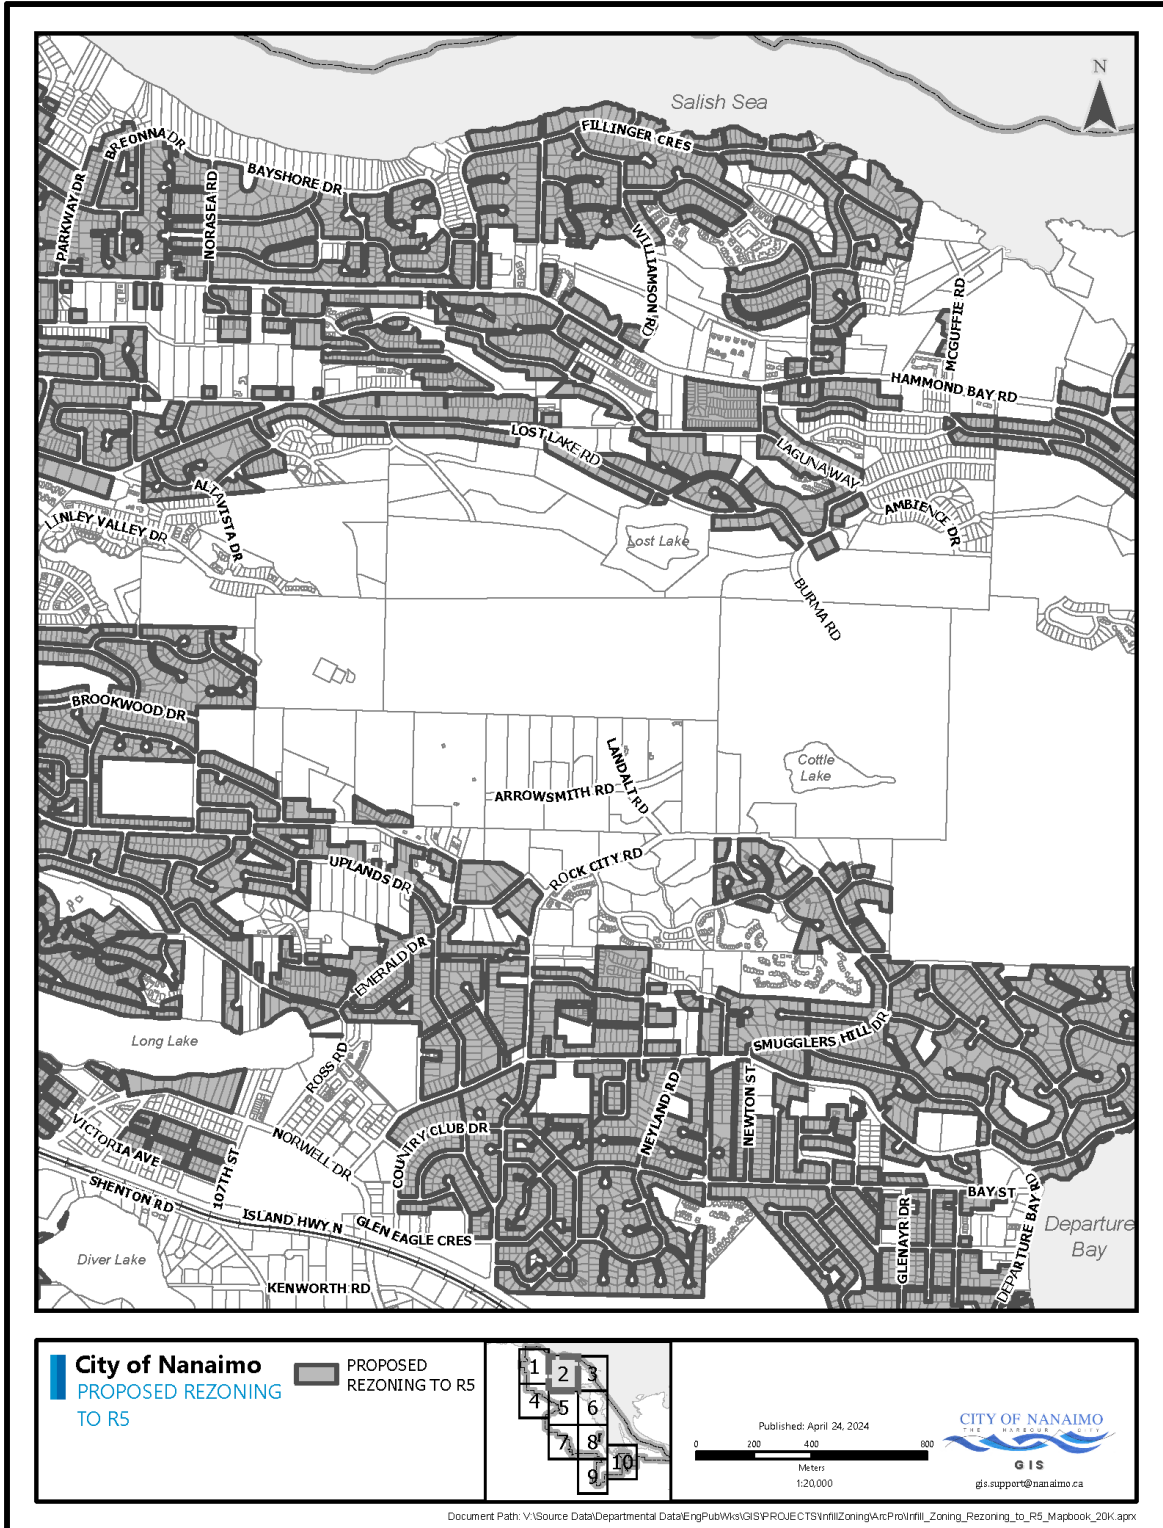 Salish Sea
N
FILLINGER CRES
BREONNA DR
BAYSHORE DR
PARKWAY DR
NORASEA RD
WILLIAMSON RD
MCGUFFIE RD
HAMMOND BAY RD
LOST LAKE RD
LAGUNA WAY
ALTAVISTA DR
AMBIENCE DR
LINLEY VALLEY DR
Lost Lake
BURMA RD
BROOKWOOD DR
LANDALT RD
Cottle
Lake
ARROWSMITH RD
ROCK CITY RD
UPLANDS DR
EMERALD DR
Long Lake
SMUGGLERS HILL DR
ROSS RD
NEYLAND RD
NEWTON ST
VICTORIA AVE
NORWELL DR
COUNTRY CLUB DR
107TH ST
SHENTON RD
BAY ST
ISLAND HWY N
GLEN EAGLE CRES
GLENAYR DR
DEPARTURE BAY RD
Departure
Bay
Diver Lake
KENWORTH RD
City of Nanaimo
PROPOSED REZONING
TO R5
PROPOSED
REZONING TO R5
1
2
3
4
5
6
7
8
9
10
Published: April 24, 2024
0 200 400 800
Meters
1:20,000
CITY OF NANAIMO
THE HARBOUR CITY
GIS
gis.support@nanaimo.ca
Document Path: V:\Source Data\Departmental Data\EngPubWks\GIS\PROJECTS\InfillZoning\ArcPro\Infill_Zoning_Rezoning_to_R5_Mapbook_20K.aprx